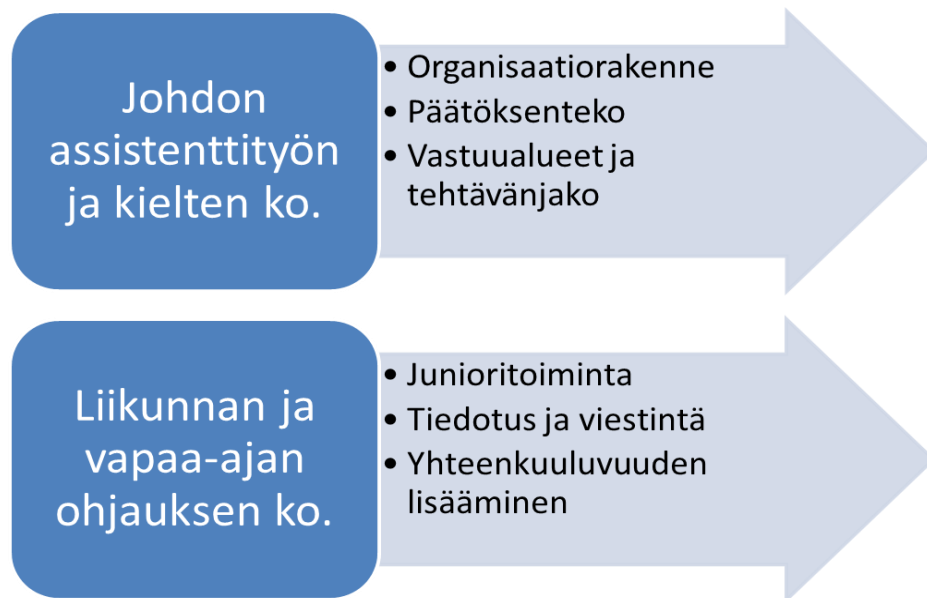 Johdon
assistenttityön
ja kielten ko.
• Organisaatiorakenne
• Päätöksenteko
• Vastuualueet ja
tehtävänjako
Liikunnan ja
vapaa-ajan
ohjauksen ko.
• Junioritoiminta
• Tiedotus ja viestintä
• Yhteenkuuluvuuden
lisääminen